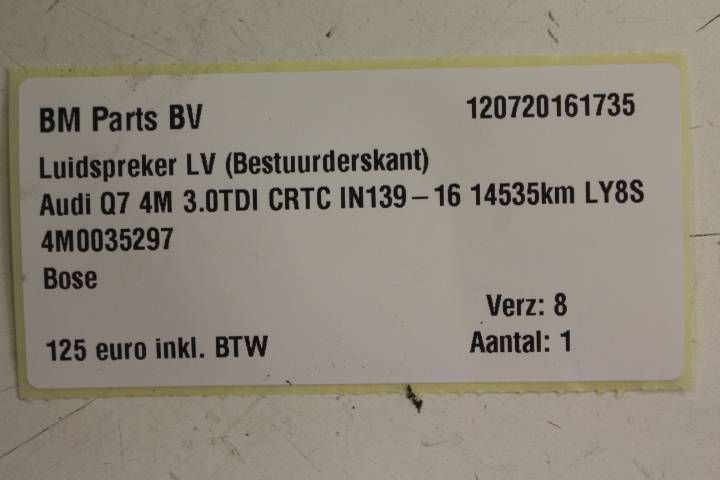 BM Parts BV 120720161735
Luidspreker LV (Bestuurderskant)
Audi Q7 4M 3.0TDI CRTC IN139–16 14535km LY8S
4M0035297
Bose
Verz: 8
125 euro inkl. BTW Aantal: 1